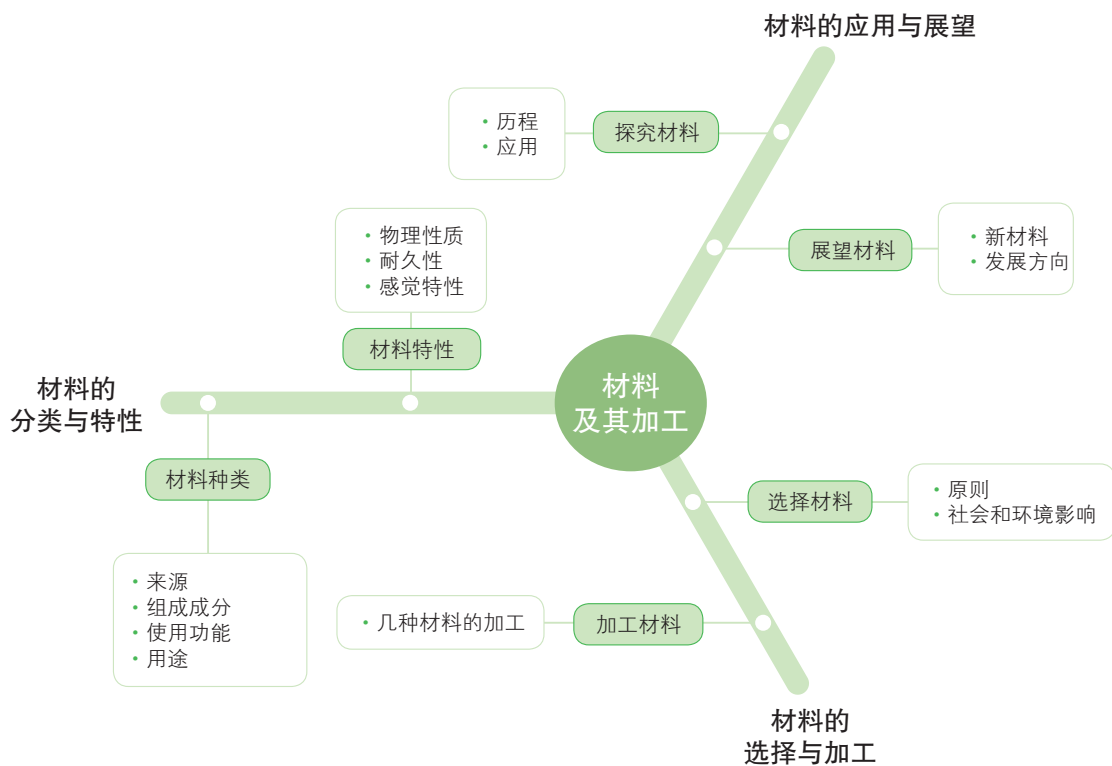 材料的应用与展望
• 历程
• 应用
探究材料
• 新材料
• 发展方向
展望材料
• 物理性质
• 耐久性
• 感觉特性
材料特性
材料的
分类与特性
材料
及其加工
材料种类
• 来源
• 组成成分
• 使用功能
• 用途
选择材料
• 原则
• 社会和环境影响
• 几种材料的加工
加工材料
材料的
选择与加工